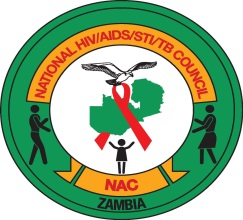 NATIONAL HIV/AIDS/STI/TB COUNCIL
NAC
ZAMBIA